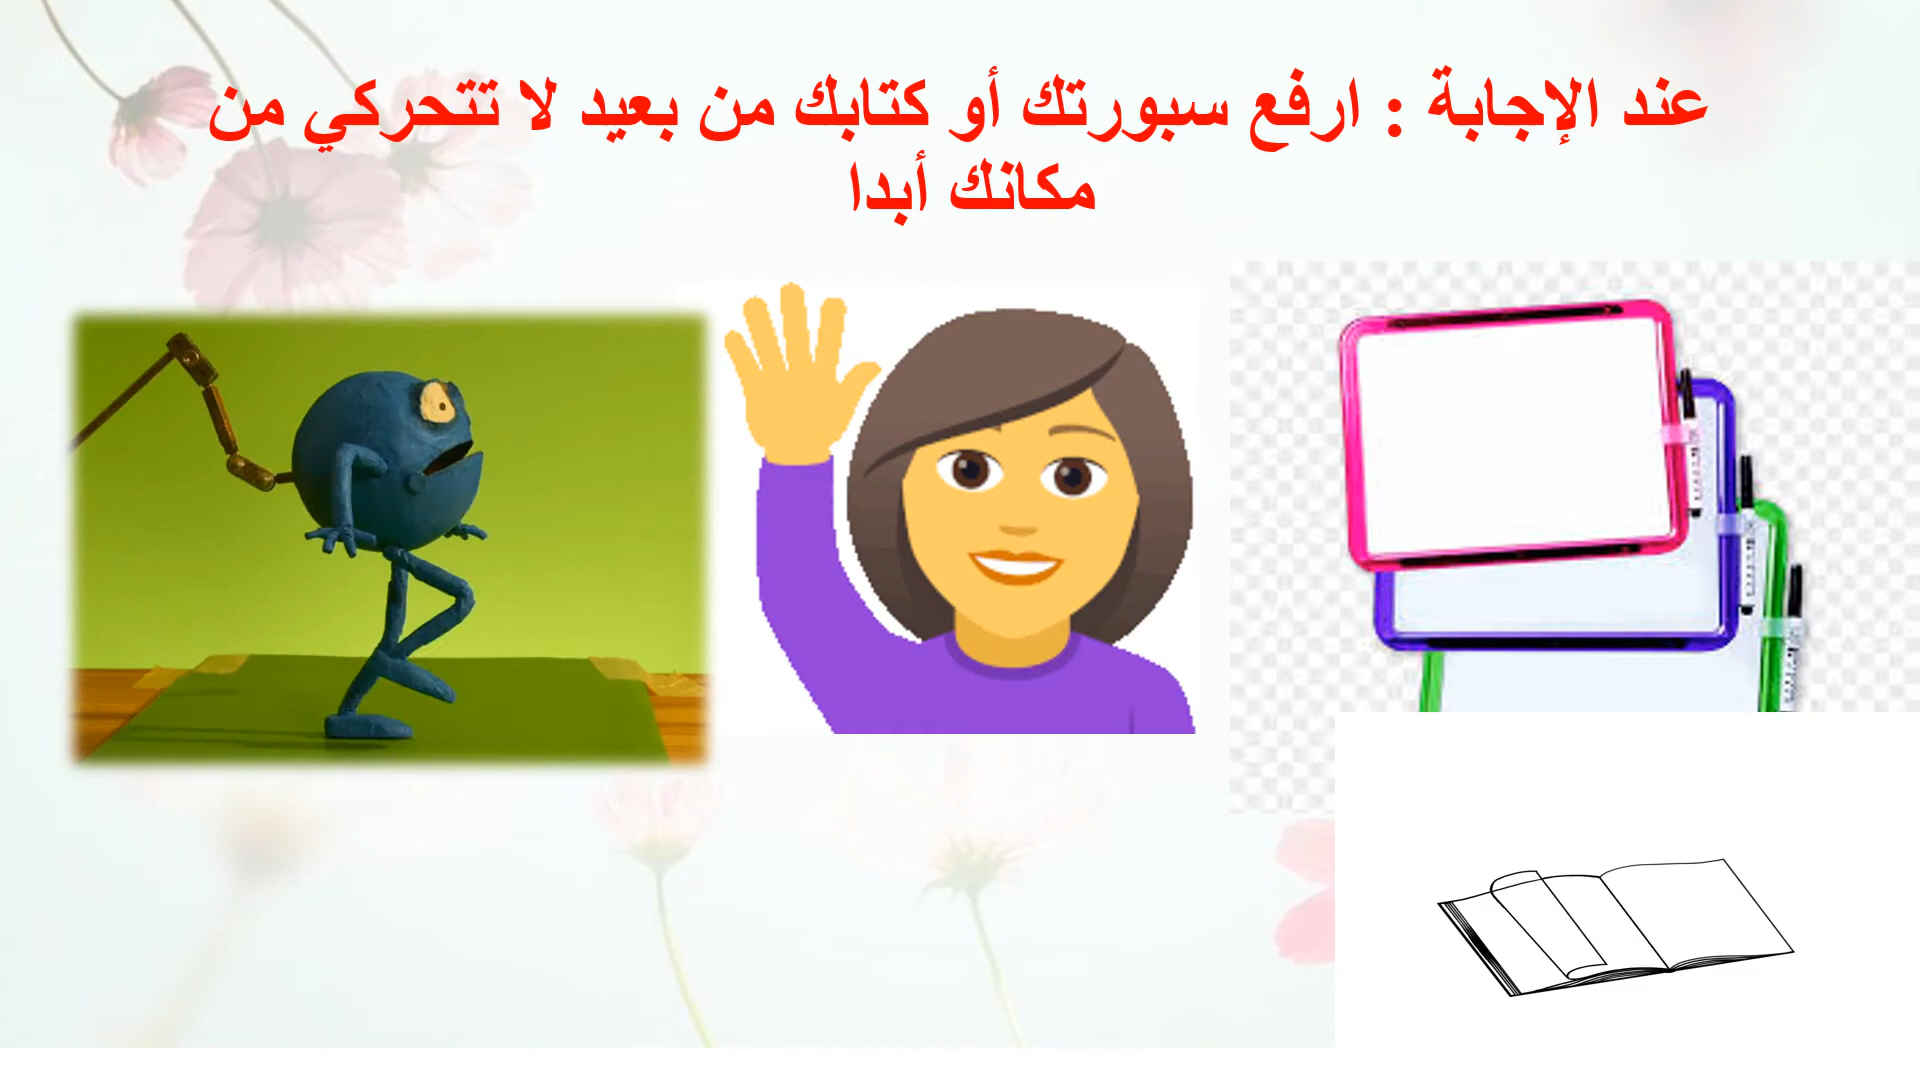 عند الإجابة : ارفع سبورتك أو كتابك من بعيد لا تتحركي من
مكانك أبدا